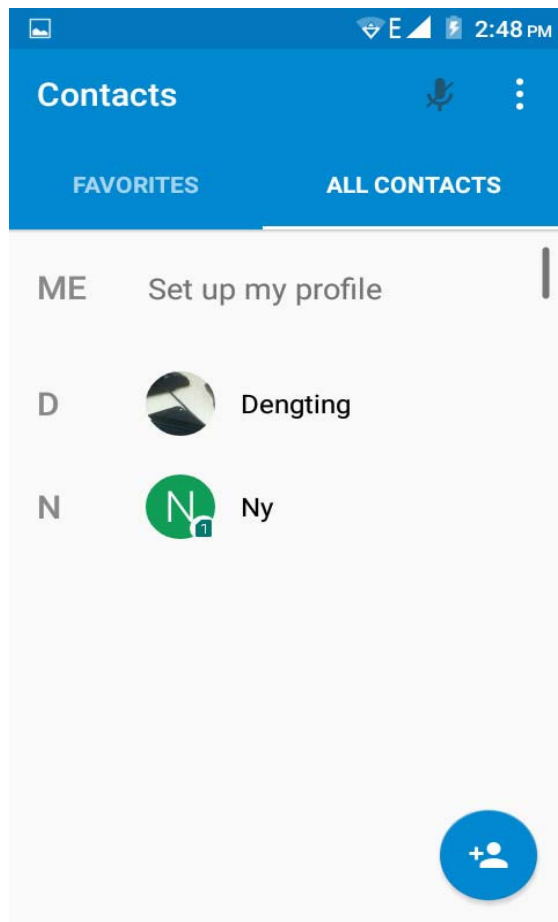 E 2:48 PM
Contacts
FAVORITES ALL CONTACTS
ME Set up my profile
D Dengting
N N 1 Ny